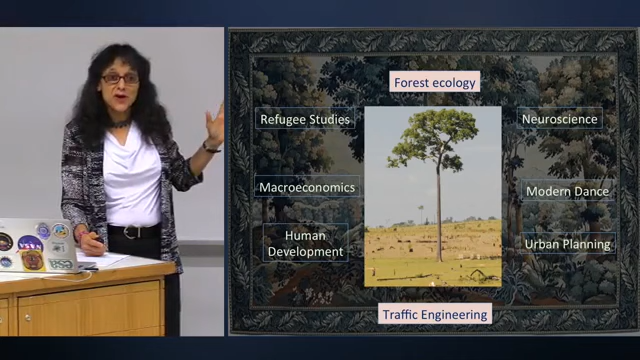 Forest ecology
Refugee Studies
Neuroscience
Macroeconomics
Modern Dance
Human
Development
Urban Planning
Traffic Engineering